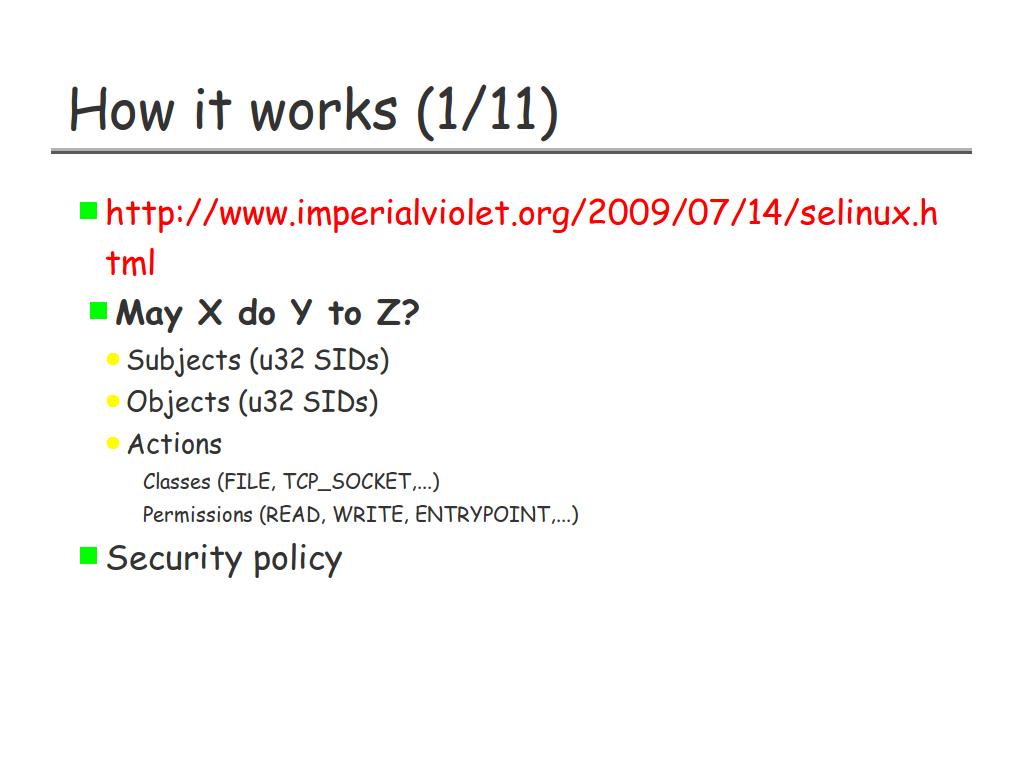 How it works (1/11)
http://www.imperialviolet.org/2009/07/14/selinux.h
tml
May X do Y to Z?
Subjects (u32 SIDs)
Objects (u32 SIDs)
Actions
Classes (FILE, TCP_SOCKET,...)
Permissions (READ, WRITE, ENTRYPOINT,...)
Security policy